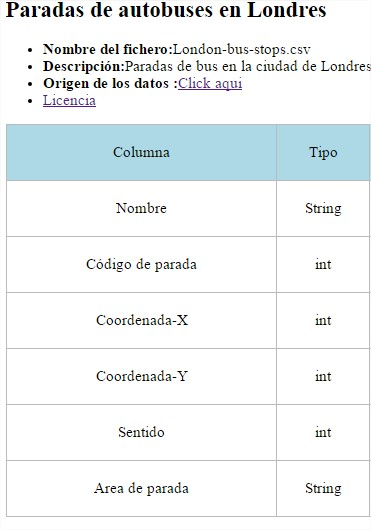 Paradas de autobuses en Londres
Nombre del fichero:London-bus-stops.csv
Descripción:Paradas de bus en la ciudad de Londres
Origen de los datos :Click aqui
Licencia
Columna Tipo
Nombre String
Código de parada int
Coordenada-X int
Coordenada-Y int
Sentido int
Area de parada String